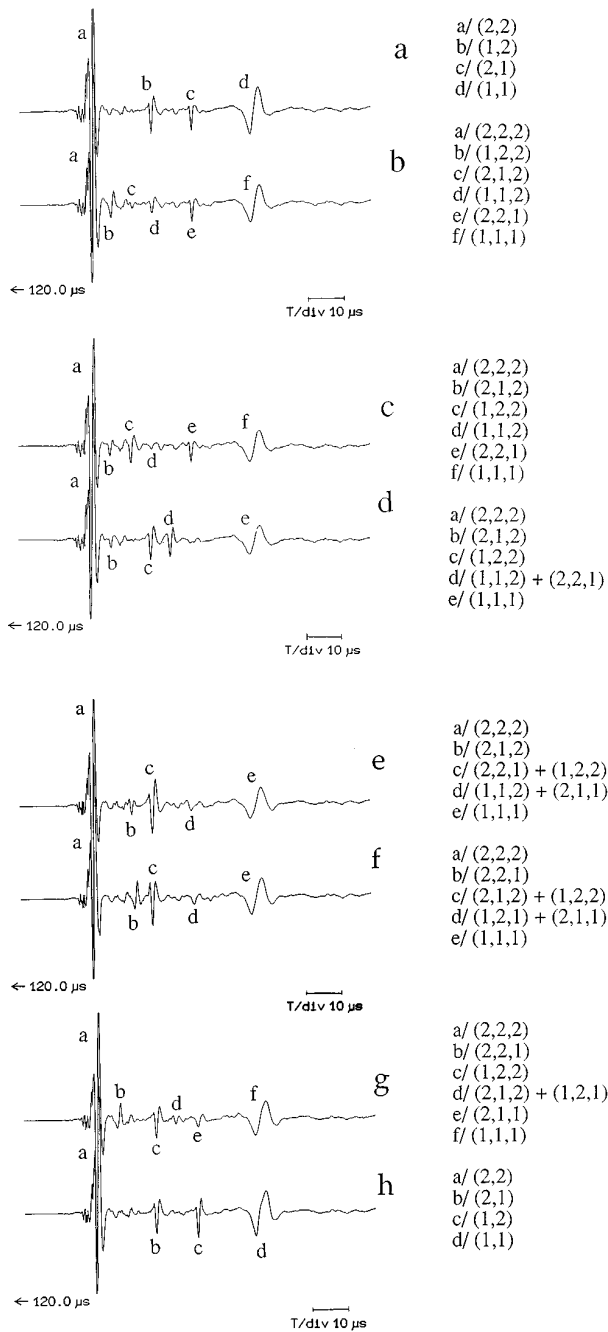 a
b
c
d
a
a/ (2,2)
b/ (1,2)
c/ (2,1)
d/ (1,1)
a
b
c
d
e
f
b
a/ (2,2,2)
b/ (1,2,2)
c/ (2,1,2)
d/ (1,1,2)
e/ (2,2,1)
f/ (1,1,1)
← 120.0 µs
T/div 10 µs
a
b
c
d
e
f
c
a/ (2,2,2)
b/ (2,1,2)
c/ (1,2,2)
d/ (1,1,2)
e/ (2,2,1)
f/ (1,1,1)
a
b
c
d
e
d
a/ (2,2,2)
b/ (2,1,2)
c/ (1,2,2)
d/ (1,1,2) + (2,2,1)
e/ (1,1,1)
← 120.0 µs
T/div 10 µs
a
b
c
d
e
e
a/ (2,2,2)
b/ (2,1,2)
c/ (2,2,1) + (1,2,2)
d/ (1,1,2) + (2,1,1)
e/ (1,1,1)
a
b
c
d
e
f
a/ (2,2,2)
b/ (2,2,1)
c/ (2,1,2) + (1,2,2)
d/ (1,2,1) + (2,1,1)
e/ (1,1,1)
← 120.0 µs
T/div 10 µs
a
b
c
d
e
f
g
a/ (2,2,2)
b/ (2,2,1)
c/ (1,2,2)
d/ (2,1,2) + (1,2,1)
e/ (2,1,1)
f/ (1,1,1)
a
b
c
d
h
a/ (2,2)
b/ (2,1)
c/ (1,2)
d/ (1,1)
← 120.0 µs
T/div 10 µs